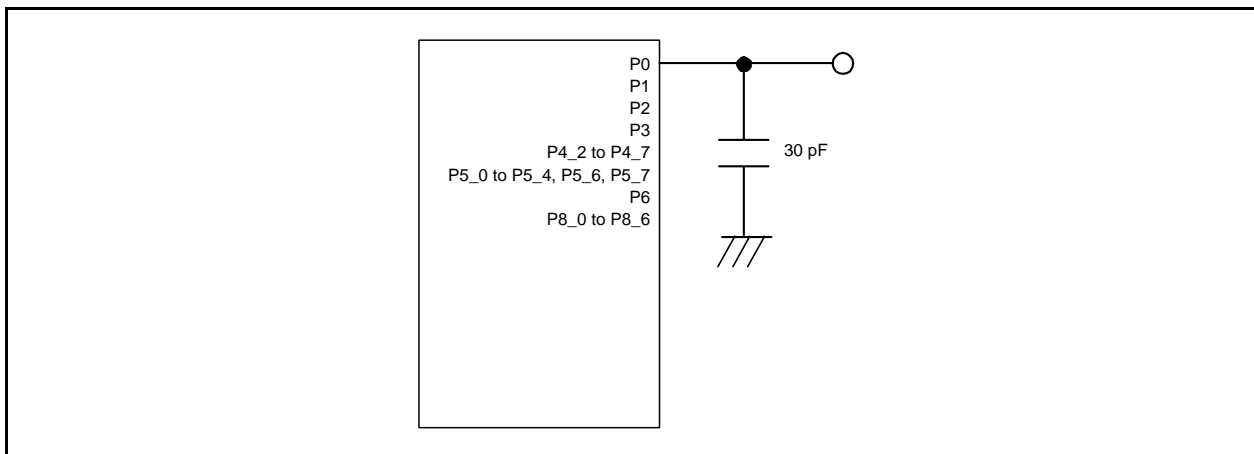 P0
P1
P2
P3
P4_2 to P4_7
P5_0 to P5_4, P5_6, P5_7
P6
P8_0 to P8_6
30 pF